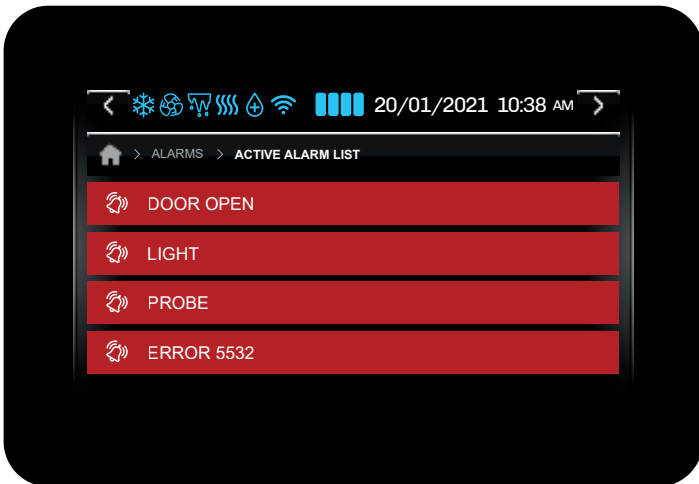 20/01/2021 10:38 AM
> ALARMS > ACTIVE ALARM LIST
DOOR OPEN
LIGHT
PROBE
ERROR 5532